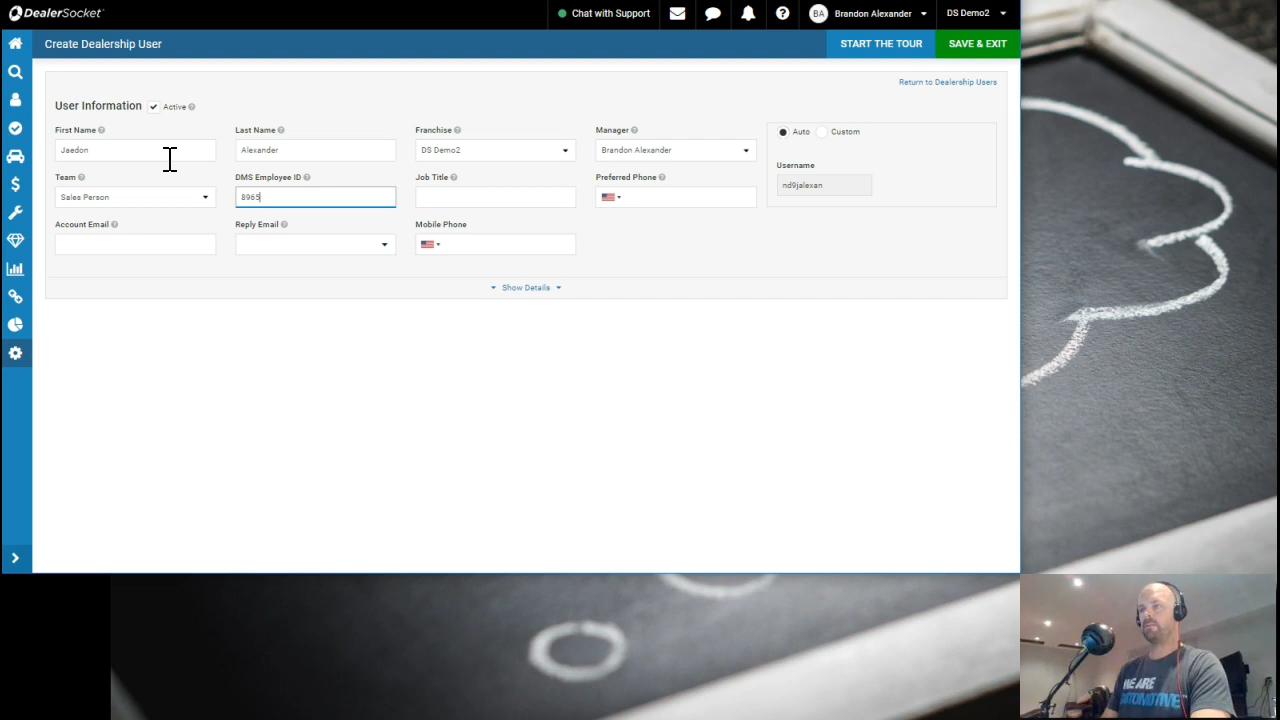 DealerSocket
Chat with Support
BA Brandon Alexander
DS Demo2
Create Dealership User
START THE TOUR
SAVE & EXIT
Return to Dealership Users
User Information Active
First Name
Last Name
Franchise
Manager
Auto Custom
Jaedon
Alexander
DS Demo2
Brandon Alexander
Username
nd9jalexan
Team
DMS Employee ID
Job Title
Preferred Phone
Sales Person
8965
Account Email
Reply Email
Mobile Phone
Show Details
WE ARE
AUTOMOTIVE